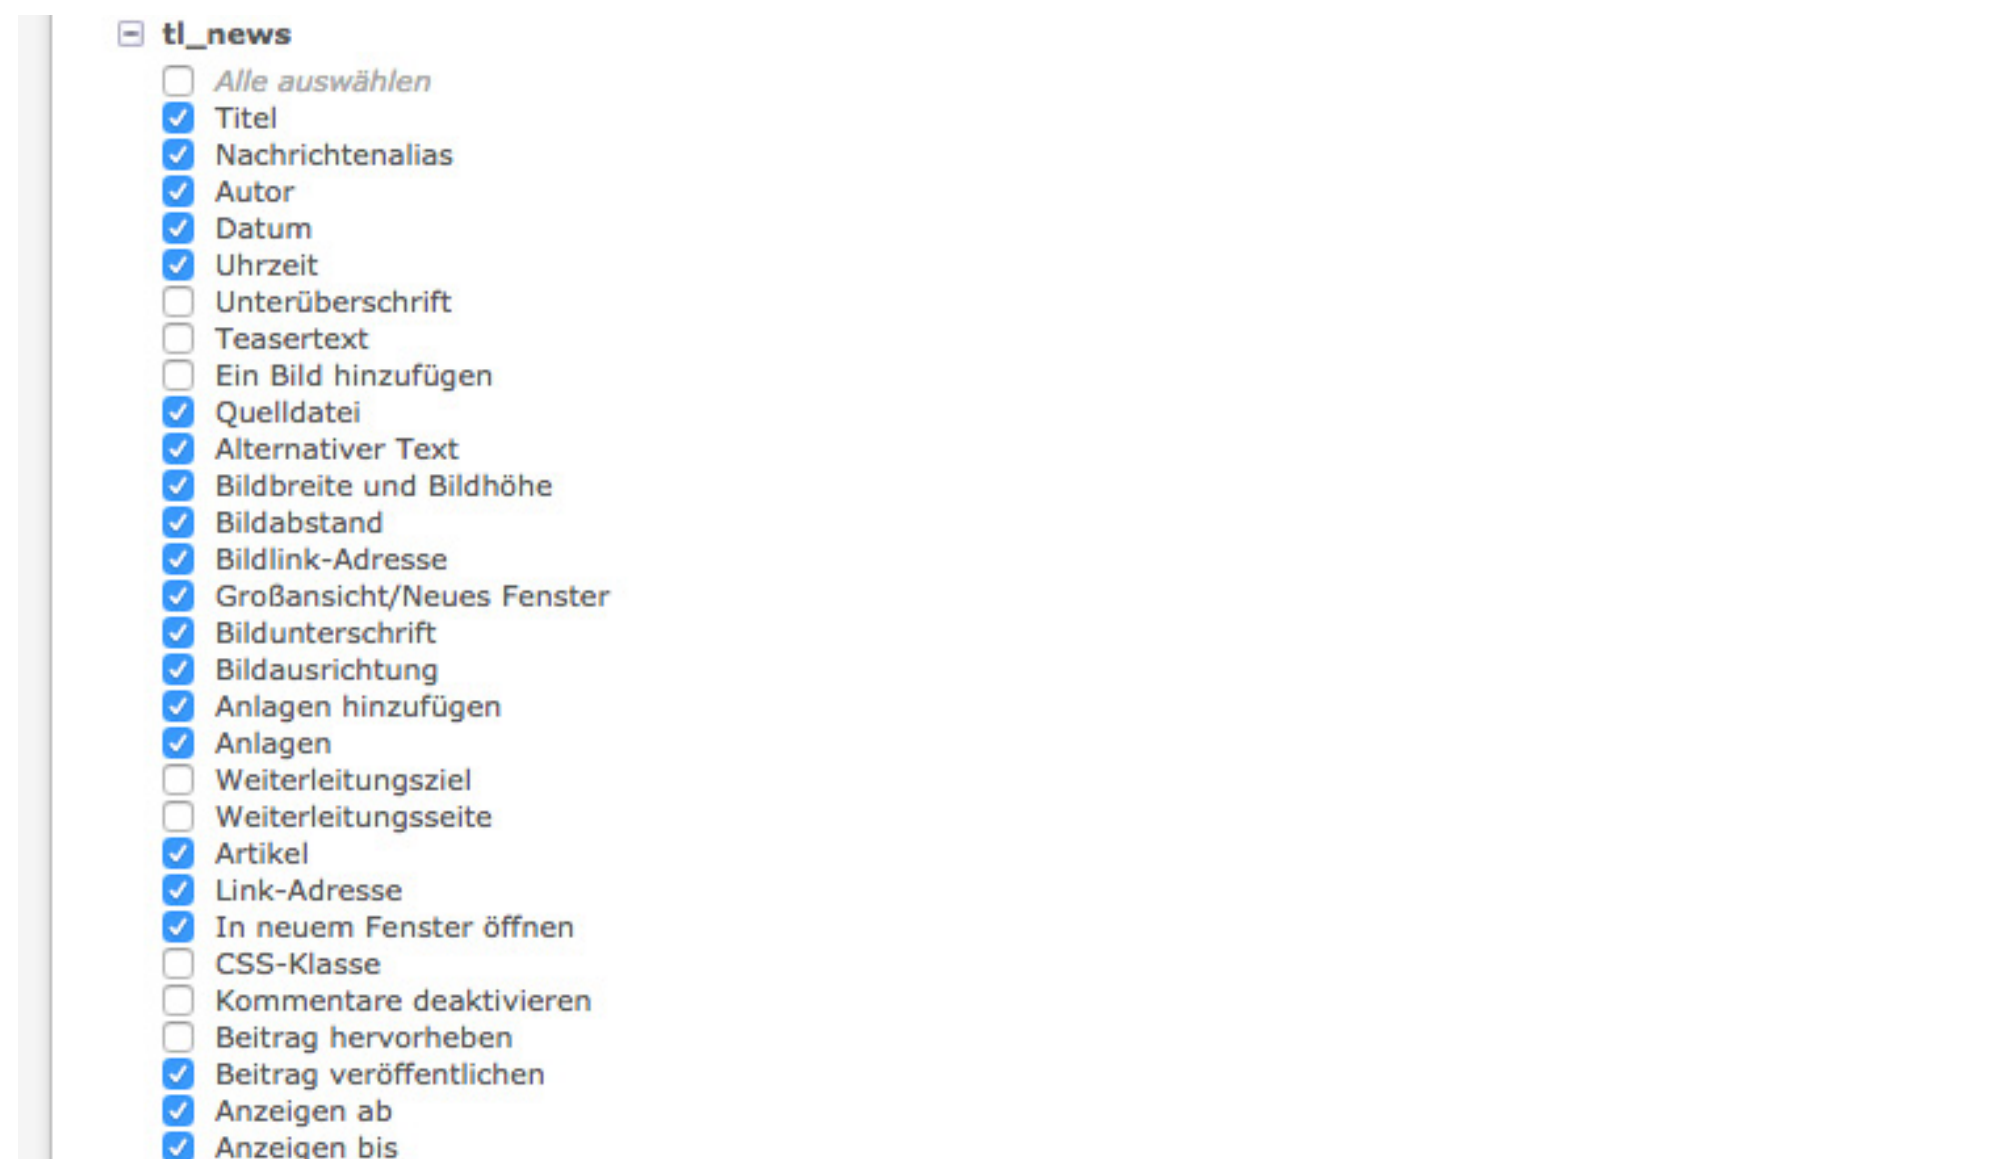 tl_news
Alle auswählen
Titel
Nachrichtenalias
Autor
Datum
Uhrzeit
Unterüberschrift
Teasertext
Ein Bild hinzufügen
Quelldatei
Alternativer Text
Bildbreite und Bildhöhe
Bildabstand
Bildlink-Adresse
Großansicht/Neues Fenster
Bildunterschrift
Bildausrichtung
Anlagen hinzufügen
Anlagen
Weiterleitungsziel
Weiterleitungsseite
Artikel
Link-Adresse
In neuem Fenster öffnen
CSS-Klasse
Kommentare deaktivieren
Beitrag hervorheben
Beitrag veröffentlichen
Anzeigen ab
Anzeigen bis